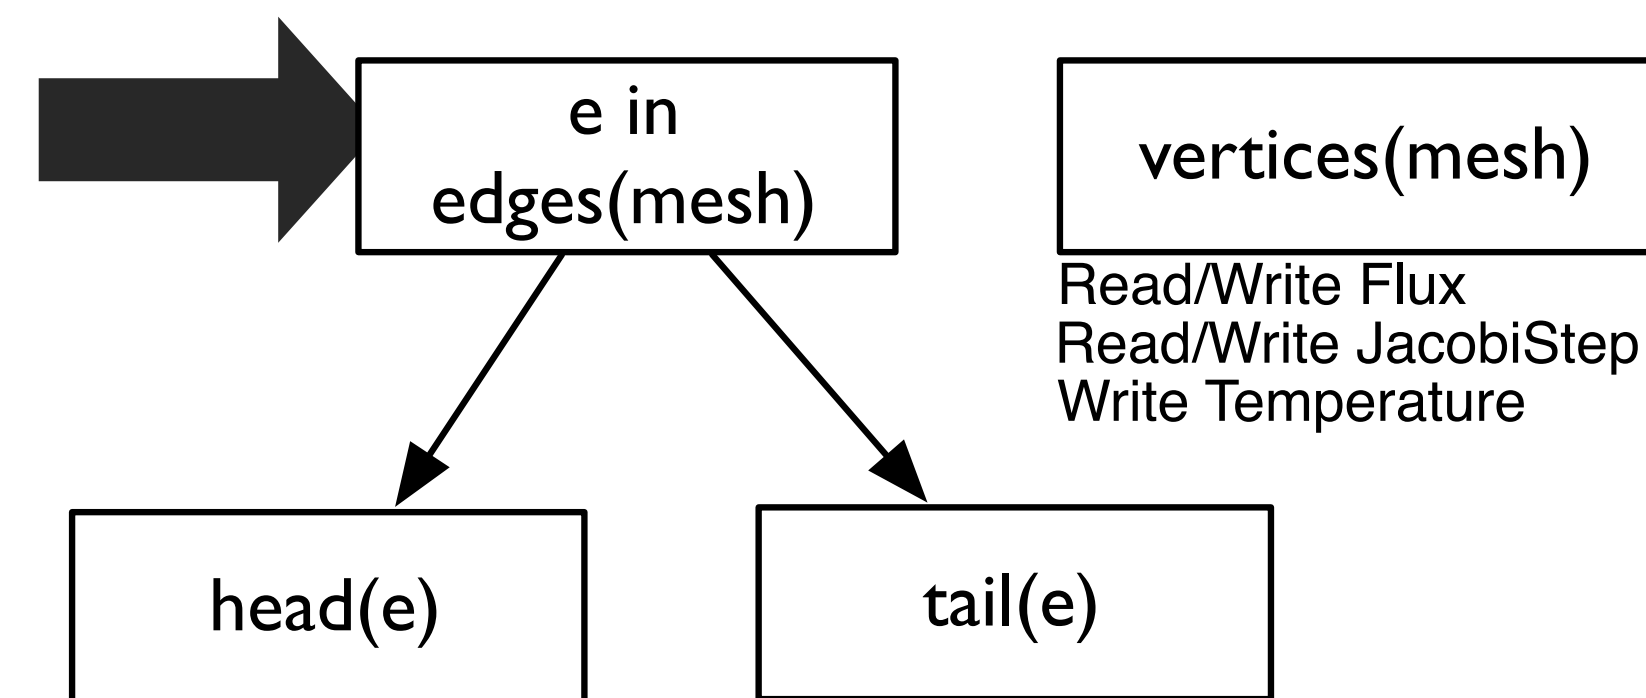 e in
edges(mesh)
vertices(mesh)
Read/Write Flux
Read/Write JacobiStep
Write Temperature
head(e)
tail(e)